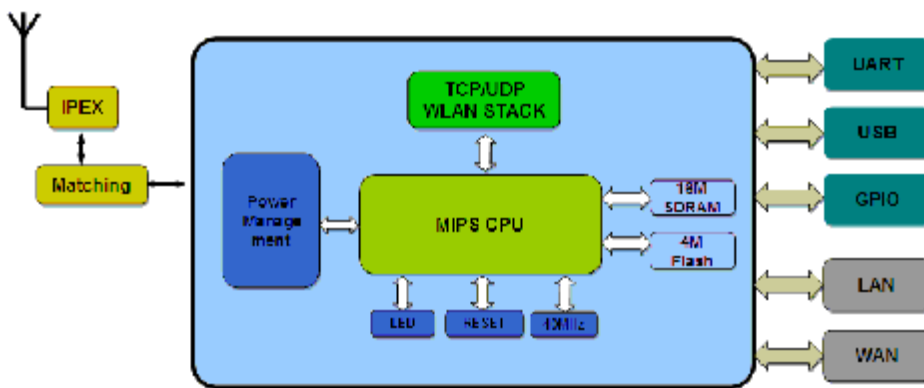 IPEX
Matching
TCP/UDP
WLAN STACK
Power
Manage
ment
MIPS CPU
16M
SDRAM
4M
Flash
LED
RESET
40MHz
UART
USB
GPIO
LAN
WAN